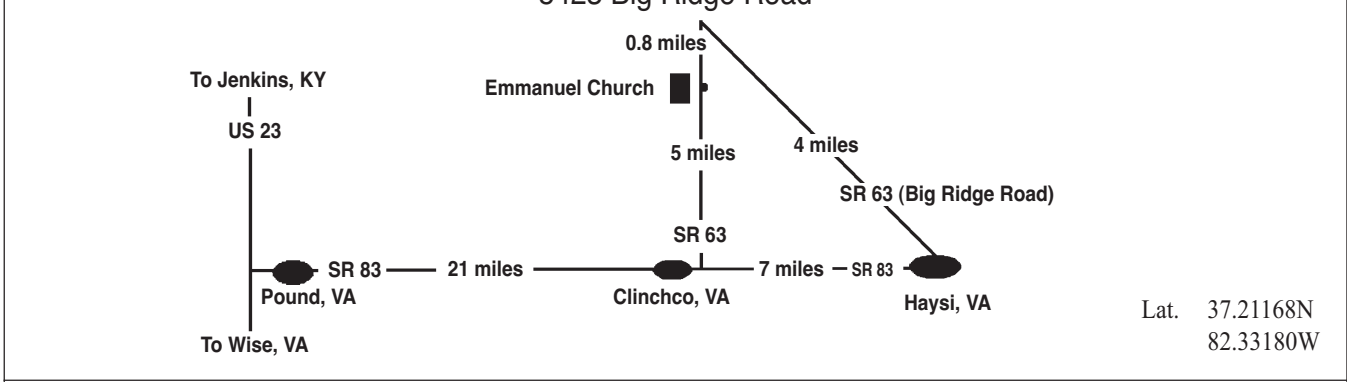 0.8 miles
To Jenkins, KY
Emmanuel Church
US 23
4 miles
5 miles
SR 63 (Big Ridge Road)
SR 63
SR 83 21 miles 7 miles SR 83
Pound, VA
Clinchco, VA
Haysi, VA
Lat. 37.21168N
82.33180W
To Wise, VA